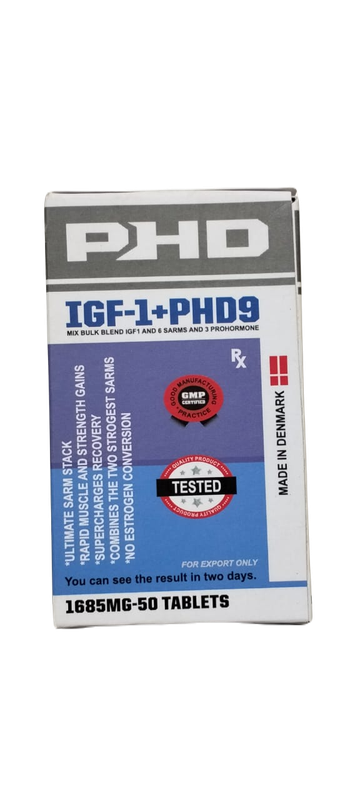 PHD
IGF-1+PHD9
MIX BULK BLEND IGF1 AND 6 SARMS AND 3 PROHORMONE
Rx
*ULTIMATE SARM STACK
*RAPID MUSCLE AND STRENGTH GAINS
*SUPERCHARGES RECOVERY
*COMBINES THE TWO STROGEST SARMS
*NO ESTROGEN CONVERSION
GOOD MANUFACTURING
GMP
CERTIFIED
PRACTICE
QUALITY PRODUCT
TESTED
QUALITY PRODUCT
MADE IN DENMARK
FOR EXPORT ONLY
You can see the result in two days.
1685MG-50 TABLETS